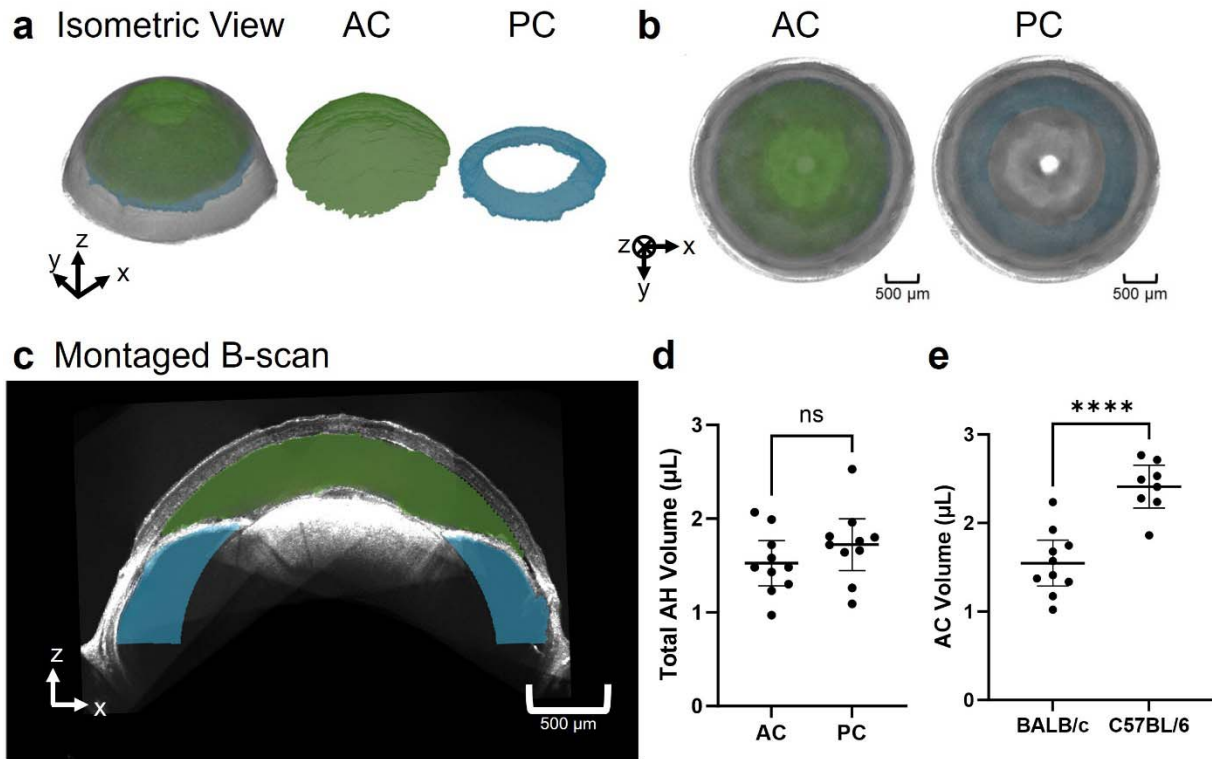 a Isometric View AC PC
z
y
x
b AC PC
z x
y
500 µm
500 µm
c Montaged B-scan
z
x
500 µm
d
ns
3
2
1
0
Total AH Volume (µL)
AC PC
e
****
3
2
1
0
AC Volume (µL)
BALB/c C57BL/6